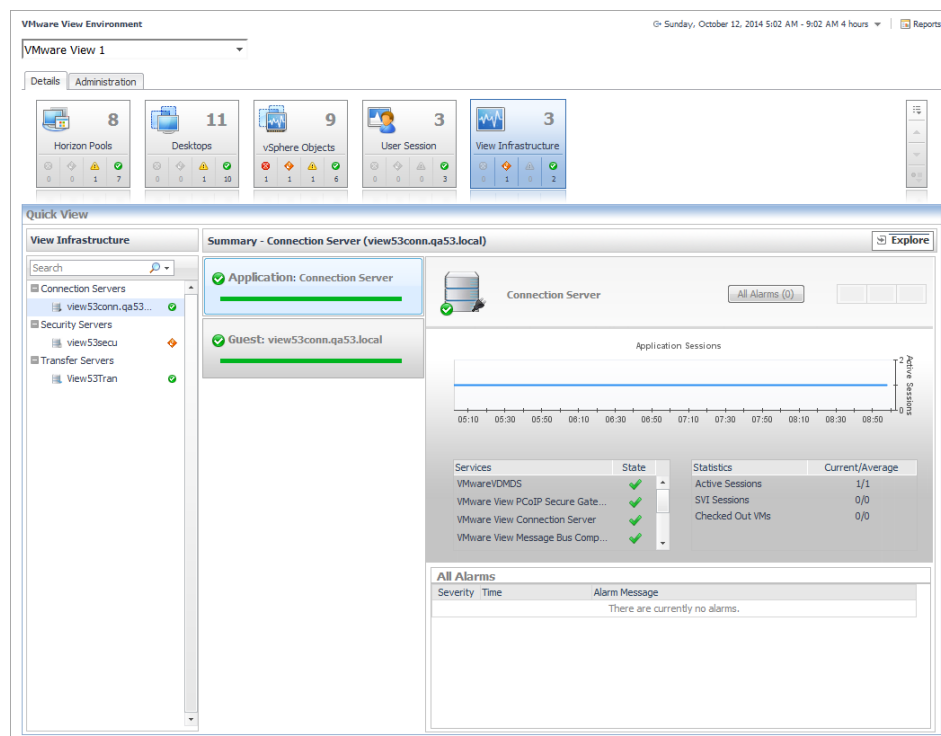 VMware View Environment
Sunday, October 12, 2014 5:02 AM - 9:02 AM 4 hours Reports
VMware View 1
Details Administration
8 11 9 3 3
Horizon Pools Desktops vSphere Objects User Session View Infrastructure
0 0 1 7 0 0 1 10 1 1 1 6 0 0 0 3 0 1 0 2
Quick View
View Infrastructure
Summary - Connection Server (view53conn.qa53.local)
Explore
Search
Connection Servers
view53conn.qa53...
Security Servers
view53secu
Transfer Servers
View53Tran
Application: Connection Server
Guest: view53conn.qa53.local
Connection Server
All Alarms (0)
Application Sessions
2
Active Sessions
0
05:10 05:30 05:50 06:10 06:30 06:50 07:10 07:30 07:50 08:10 08:30 08:50
Services State
VMwareVDMDS
VMware View PCoIP Secure Gate...
VMware View Connection Server
VMware View Message Bus Comp...
Statistics Current/Average
Active Sessions 1/1
SVI Sessions 0/0
Checked Out VMs 0/0
All Alarms
Severity Time Alarm Message
There are currently no alarms.